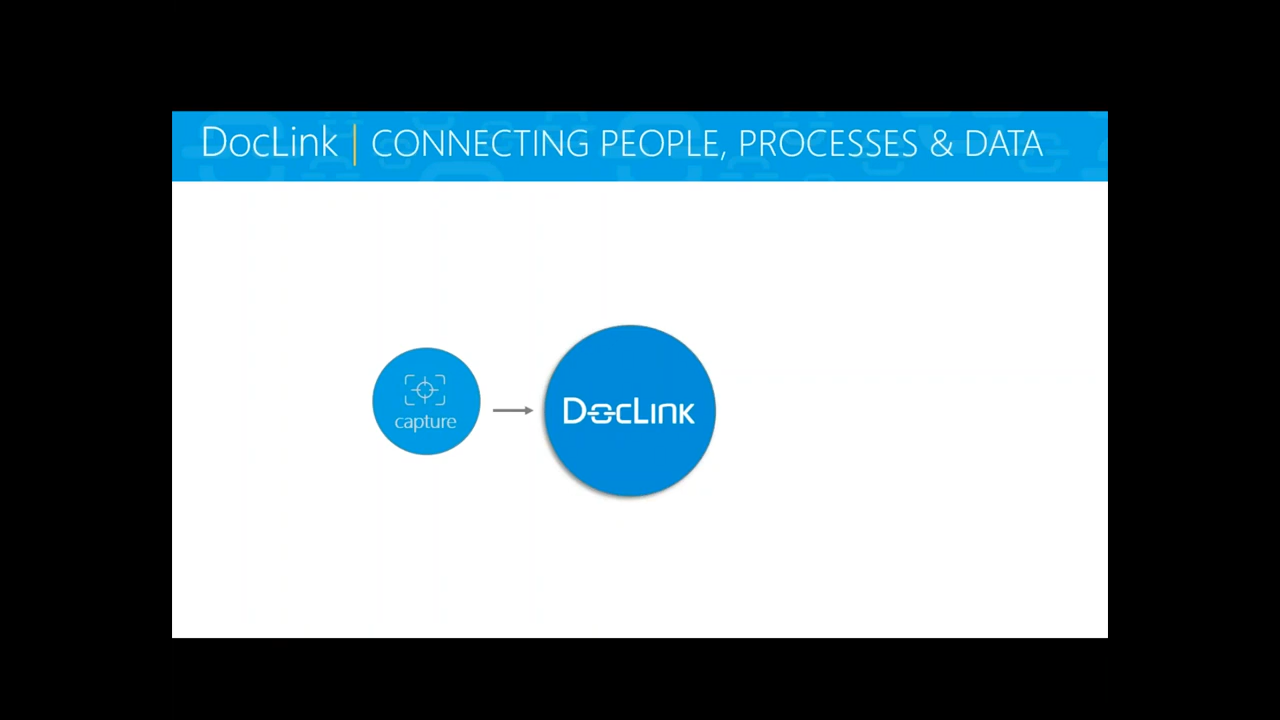 DocLink | CONNECTING PEOPLE, PROCESSES & DATA
capture
DocLink